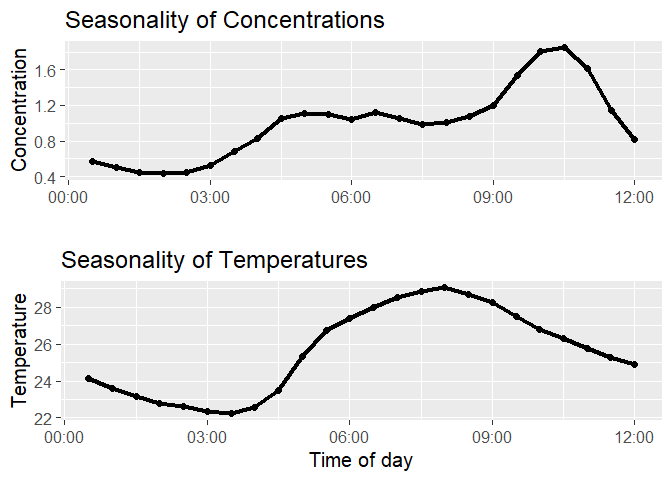 Seasonality of Concentrations
Concentration
1.6
1.2
0.8
0.4
00:00 03:00 06:00 09:00 12:00
Seasonality of Temperatures
Temperature
28
26
24
22
00:00 03:00 06:00 09:00 12:00
Time of day